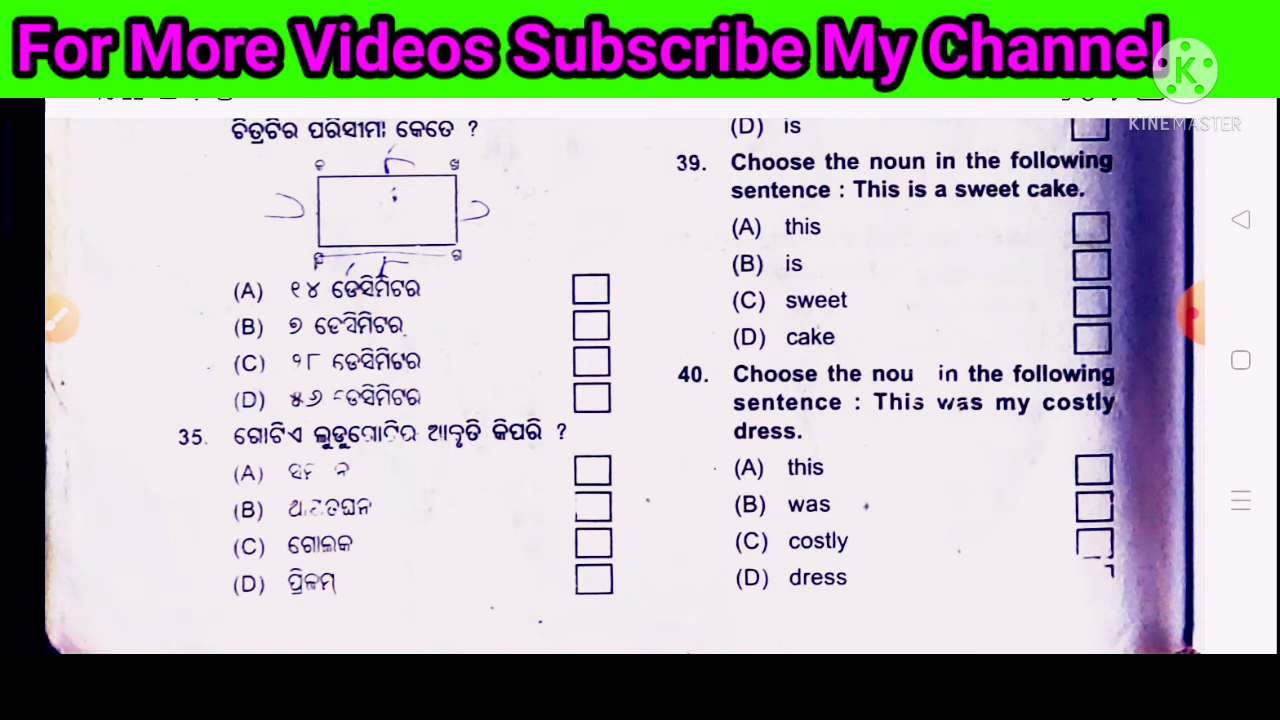 For More Videos Subscribe My Channel
KINEMASTER
ଚିତ୍ରଟିର ପରିସୀମା କେତେ ?
ଖ
ଗ
(A) ୧୪ ଡେସିମିଟର
(B) ୭ ଡେସିମିଟର
(C) ୨୮ ଡେସିମିଟର
(D) ୫୬ ଡେସିମିଟର
35. ଗୋଟିଏ ଲୁଡୁଗୋଟିର ଆକୃତି କିପରି ?
(A)
(B)
(C) ଗୋଲକ
(D) ପ୍ରିଜମ୍
(D) is
39. Choose the noun in the following
sentence : This is a sweet cake.
(A) this
(B) is
(C) sweet
(D) cake
40. Choose the nou in the following
sentence : This was my costly
dress.
(A) this
(B) was
(C) costly
(D) dress